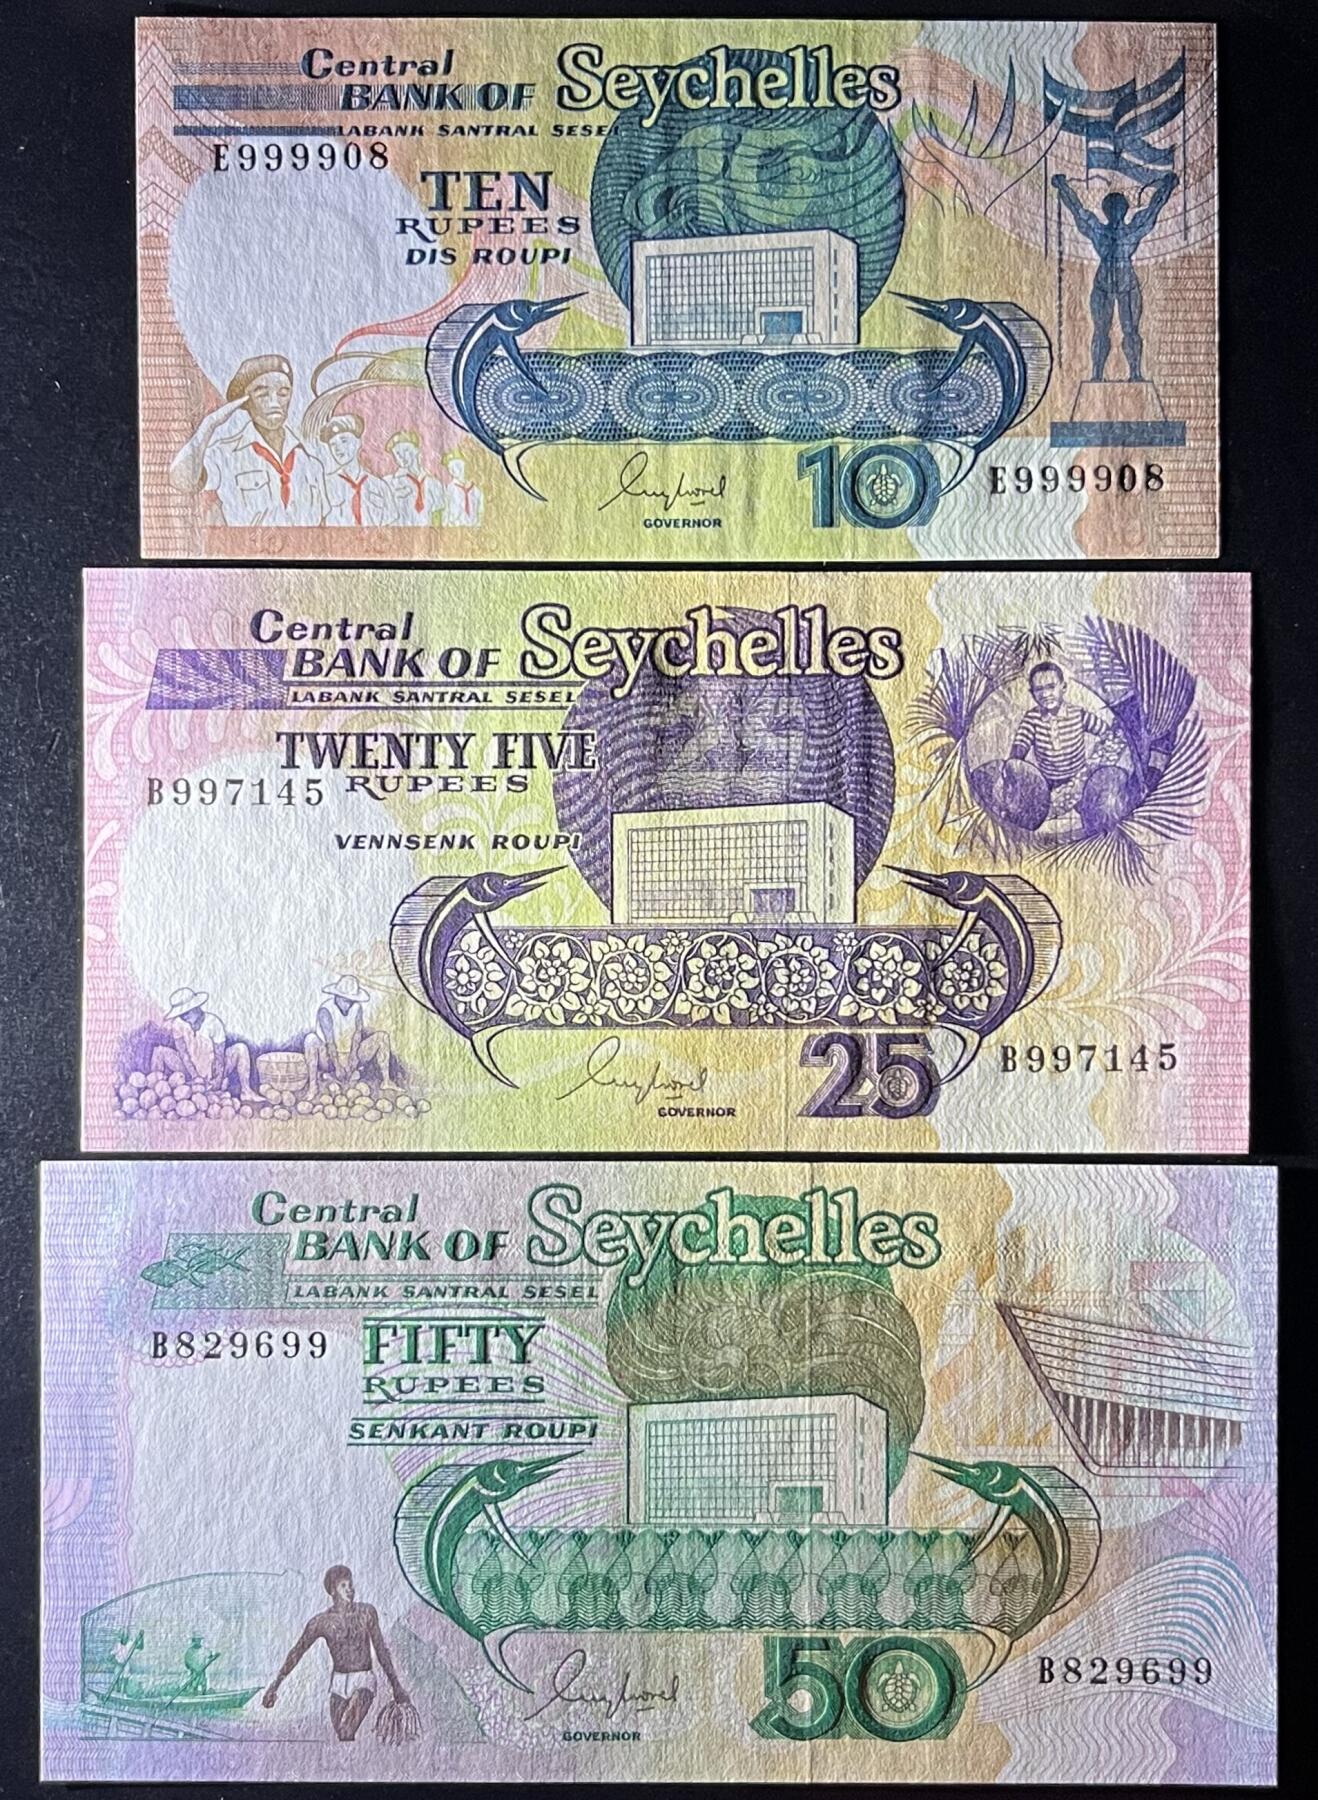 Central
BANK OF Seychelles
LABANK SANTRAL SESEL
E999908
TEN
RUPEES
DIS ROUPI
GOVERNOR
10
E999908
Central
BANK OF Seychelles
LABANK SANTRAL SESEL
TWENTY FIVE
B997145 RUPEES
VENNSENK ROUPI
GOVERNOR
25
B997145
Central
BANK OF Seychelles
LABANK SANTRAL SESEL
B829699
FIFTY
RUPEES
SENKANT ROUPI
GOVERNOR
50
B829699